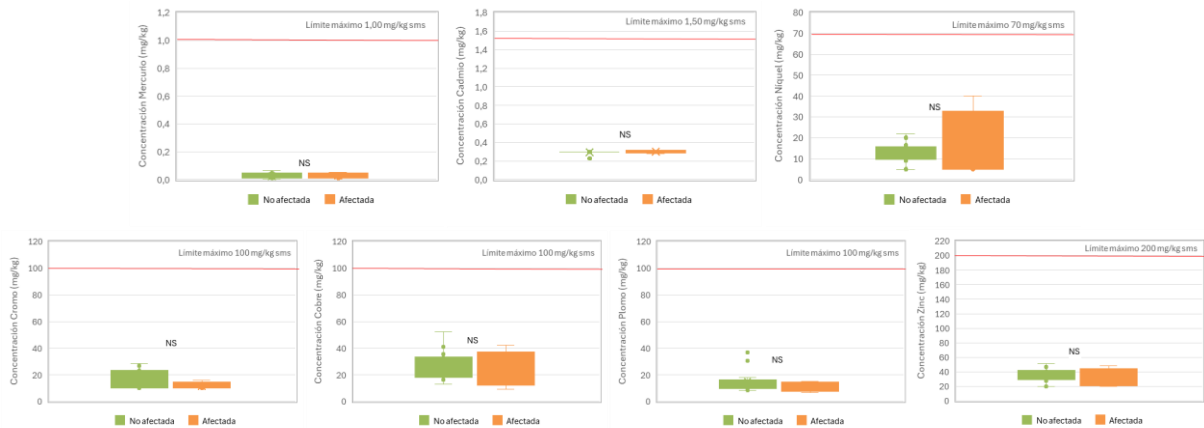 Límite máximo 1,00 mg/kg sms
Concentración Mercurio (mg/kg)
1,2
1,0
0,8
0,6
0,4
0,2
0,0
NS
No afectada Afectada
Límite máximo 1,50 mg/kg sms
Concentración Cadmio (mg/kg)
1,8
1,6
1,4
1,2
1,0
0,8
0,6
0,4
0,2
0,0
NS
No afectada Afectada
Límite máximo 70 mg/kg sms
Concentración Níquel (mg/kg)
80
70
60
50
40
30
20
10
0
NS
No afectada Afectada
Límite máximo 100 mg/kg sms
Concentración Cromo (mg/kg)
120
100
80
60
40
20
0
NS
No afectada Afectada
Límite máximo 100 mg/kg sms
Concentración Cobre (mg/kg)
120
100
80
60
40
20
0
NS
No afectada Afectada
Límite máximo 100 mg/kg sms
Concentración Plomo (mg/kg)
120
100
80
60
40
20
0
NS
No afectada Afectada
Límite máximo 200 mg/kg sms
Concentración Zinc (mg/kg)
220
200
180
160
140
120
100
80
60
40
20
0
NS
No afectada Afectada